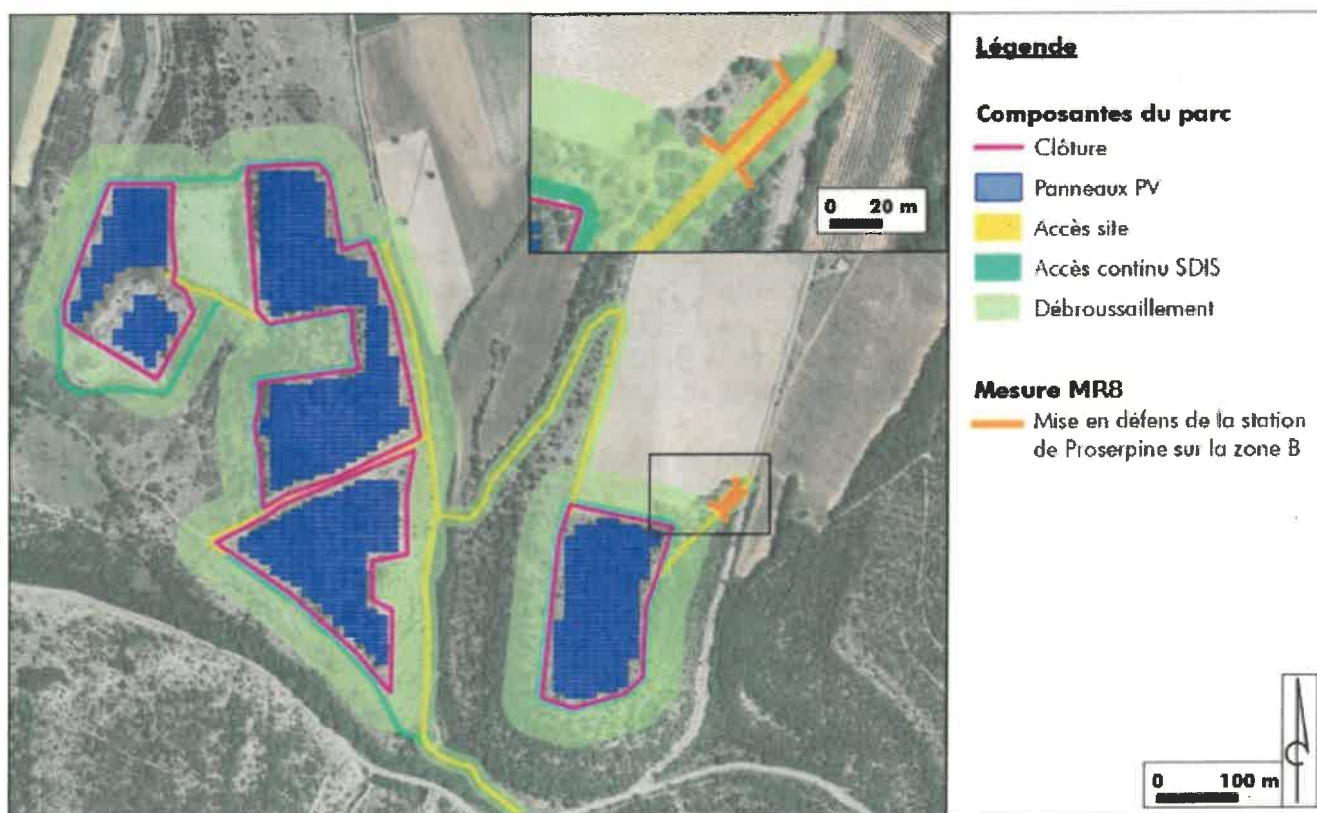 0 20 m
Légende
Composantes du parc
Clôture
Panneaux PV
Accès site
Accès continu SDIS
Débroussaillement
Mesure MR8
Mise en défens de la station
de Proserpine sur la zone B
0 100 m